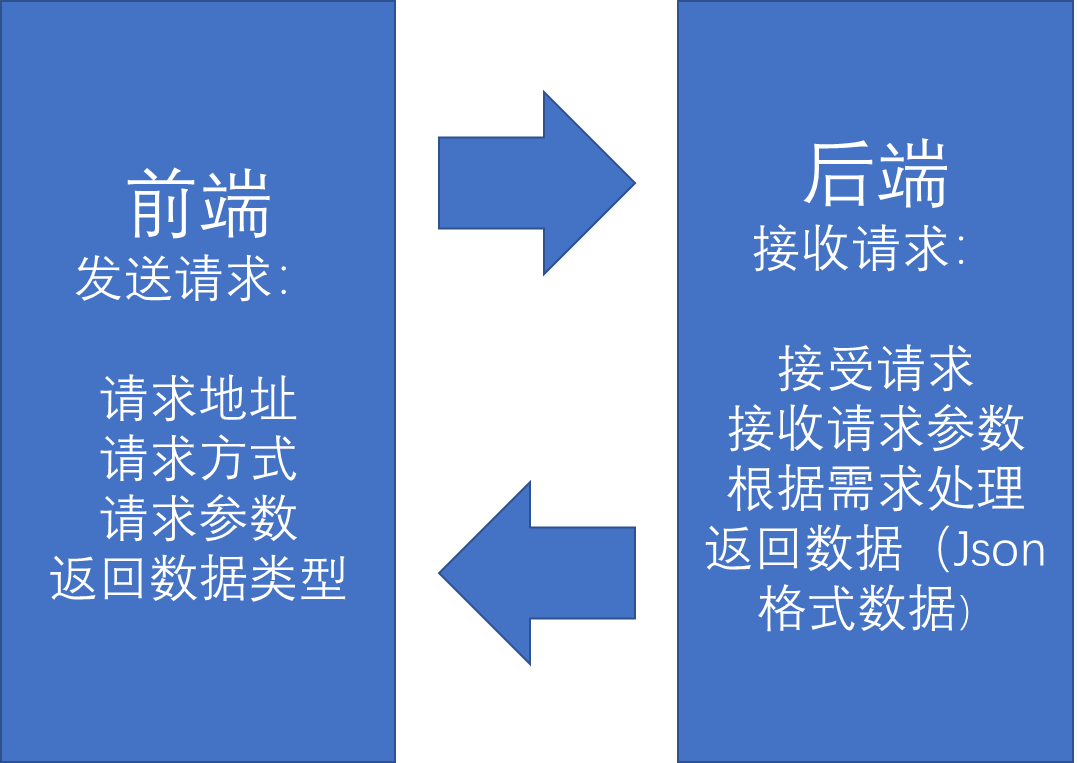 前端
发送请求：
请求地址
请求方式
请求参数
返回数据类型
后端
接收请求：
接受请求
接收请求参数
根据需求处理
返回数据（Json
格式数据）